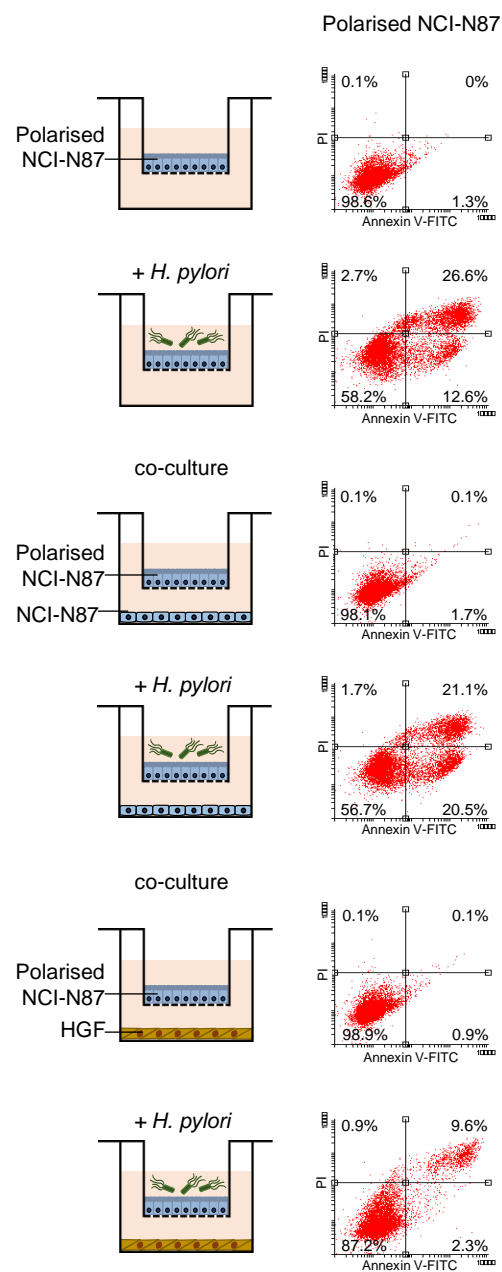 Polarised NCI-N87
0.1% 0%
Polarised
NCI-N87
PI
98.6% 1.3%
Annexin V-FITC
+ H. pylori
2.7% 26.6%
PI
58.2% 12.6%
Annexin V-FITC
co-culture
0.1% 0.1%
Polarised
NCI-N87
PI
NCI-N87
98.1% 1.7%
Annexin V-FITC
+ H. pylori
1.7% 21.1%
PI
56.7% 20.5%
Annexin V-FITC
co-culture
0.1% 0.1%
Polarised
NCI-N87
PI
HGF
98.9% 0.9%
Annexin V-FITC
+ H. pylori
0.9% 9.6%
PI
87.2% 2.3%
Annexin V-FITC